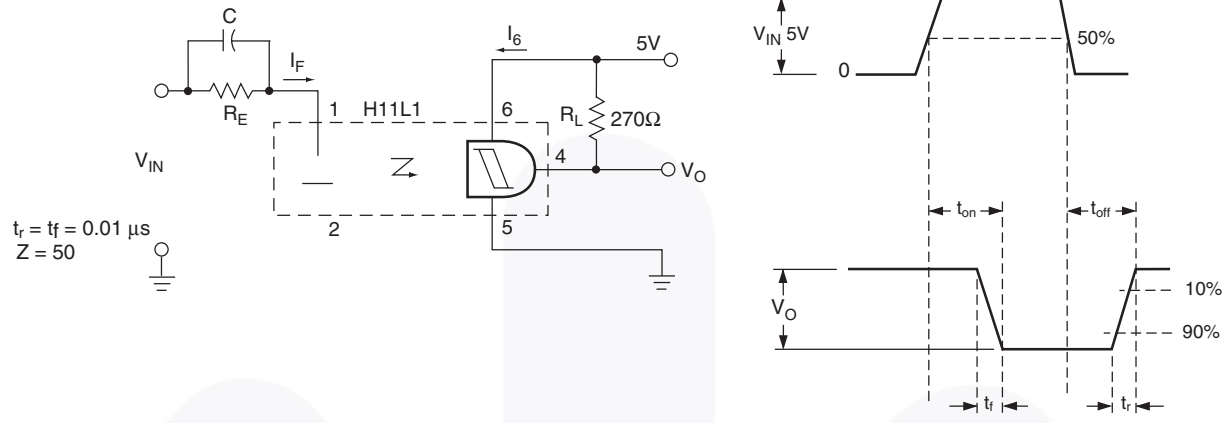 C
I_F
R_E
1
H11L1
6
I_6
5V
R_L
270Ω
4
V_O
V_IN
2
5
t_r = t_f = 0.01 μs
Z = 50
V_IN 5V
0
50%
t_on
t_off
V_O
10%
90%
t_f
t_r